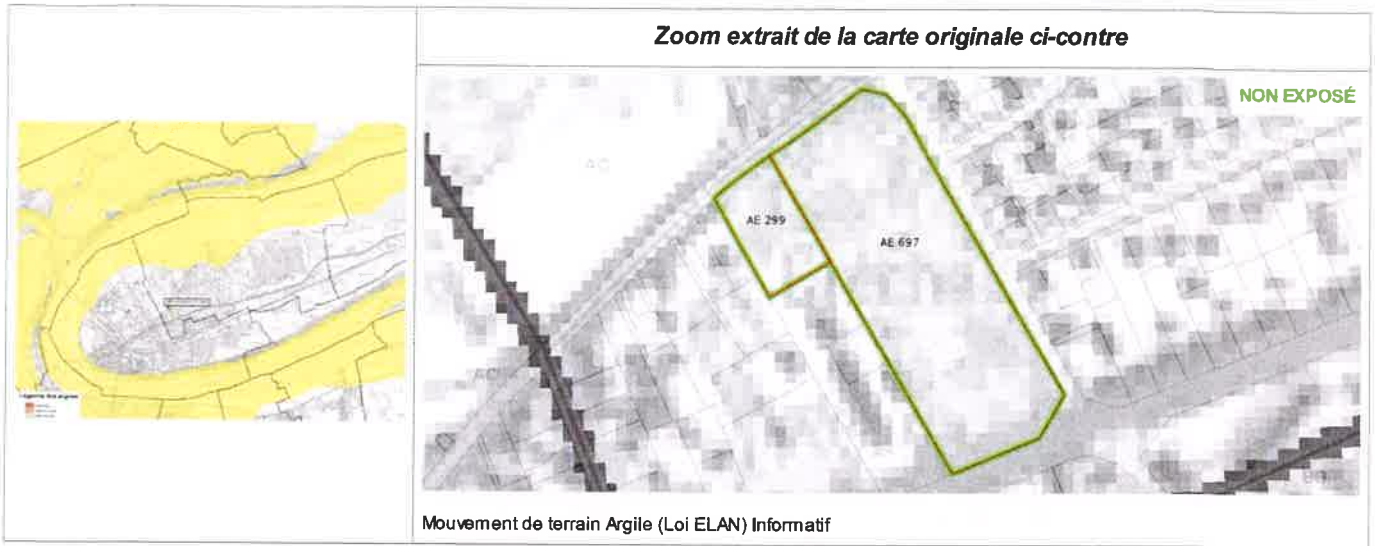 Zoom extrait de la carte originale ci-contre
NON EXPOSÉ
AE 299
AE 697
Mouvement de terrain Argile (Loi ELAN) Informatif